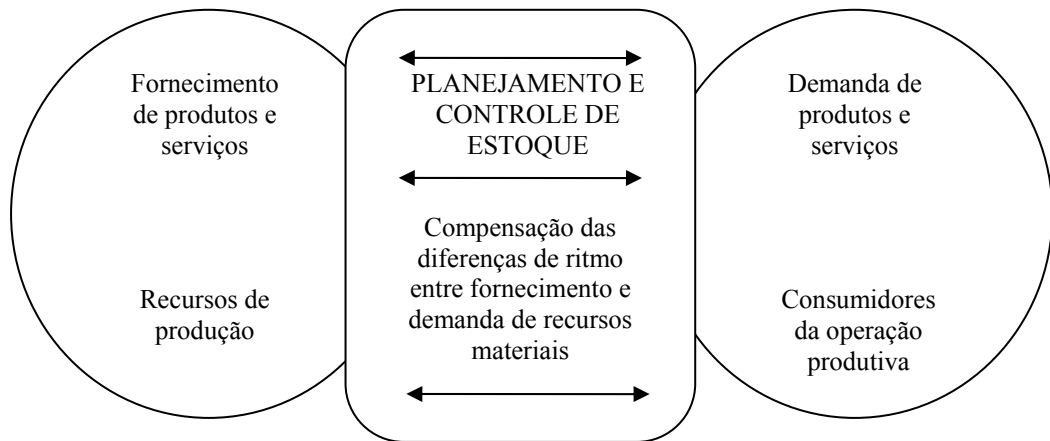 Fornecimento
de produtos e
serviços
Recursos de
produção
PLANEJAMENTO E
CONTROLE DE
ESTOQUE
Compensação das
diferenças de ritmo
entre fornecimento e
demanda de recursos
materiais
Demanda de
produtos e
serviços
Consumidores
da operação
produtiva